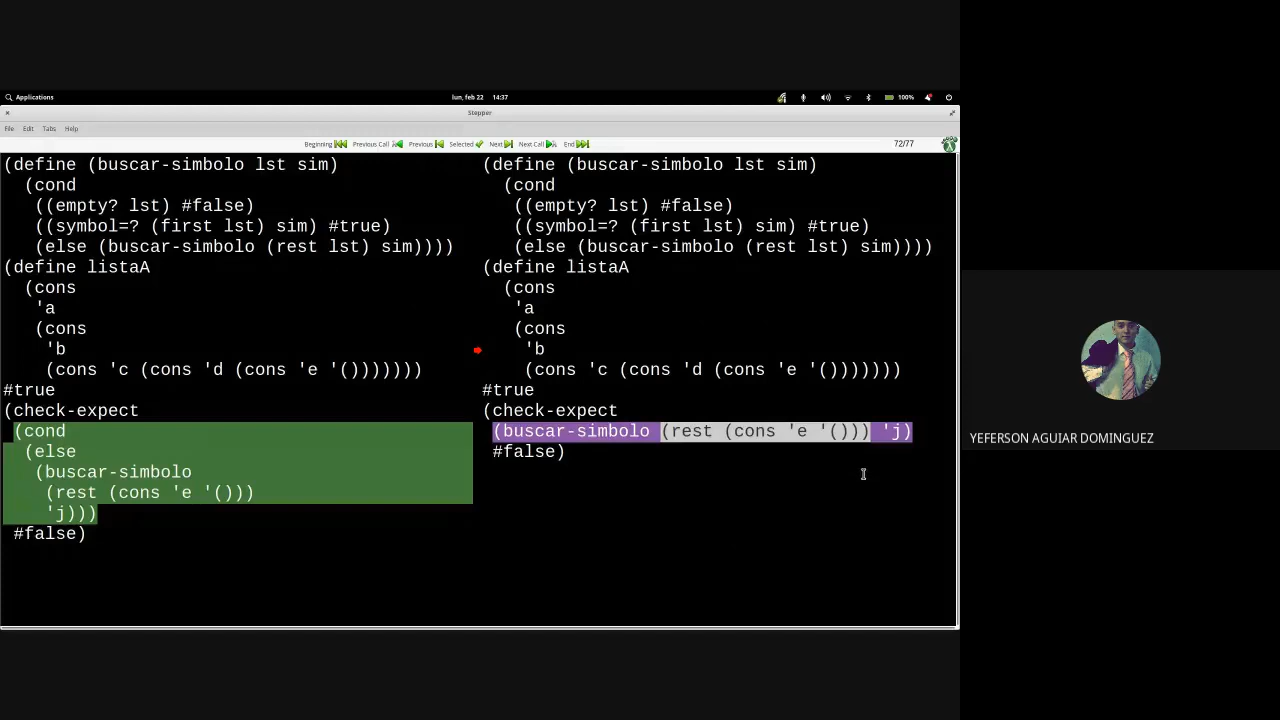 Applications
lun, feb 22 14:37
100%
Stepper
File Edit Tabs Help
Beginning Previous Call Previous Selected Next Next Call End 72/77
(define (buscar-simbolo lst sim)
(cond
((empty? lst) #false)
((symbol=? (first lst) sim) #true)
(else (buscar-simbolo (rest lst) sim))))
(define listaA
(cons
'a
(cons
'b
(cons 'c (cons 'd (cons 'e '()))))))
#true
(check-expect
(cond
(else
(buscar-simbolo
(rest (cons 'e '()))
'j)))
#false)
(define (buscar-simbolo lst sim)
(cond
((empty? lst) #false)
((symbol=? (first lst) sim) #true)
(else (buscar-simbolo (rest lst) sim))))
(define listaA
(cons
'a
(cons
'b
(cons 'c (cons 'd (cons 'e '()))))))
#true
(check-expect
(buscar-simbolo (rest (cons 'e '())) 'j)
#false)
YEFERSON AGUIAR DOMINGUEZ